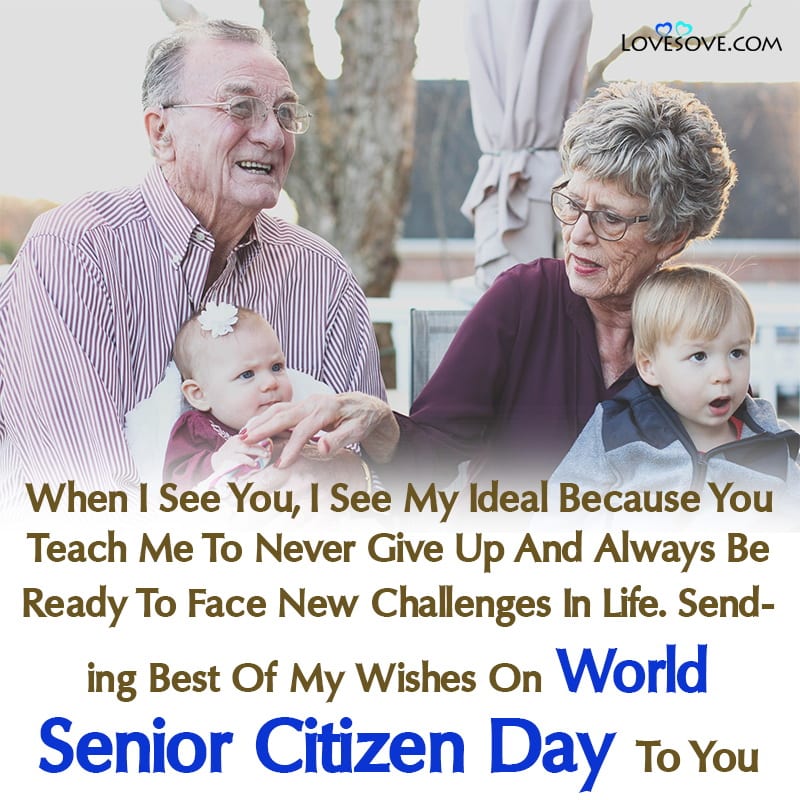 LOVESOVE.COM
When I See You, I See My Ideal Because You
Teach Me To Never Give Up And Always Be
Ready To Face New Challenges In Life. Send-
ing Best Of My Wishes On World
Senior Citizen Day To You